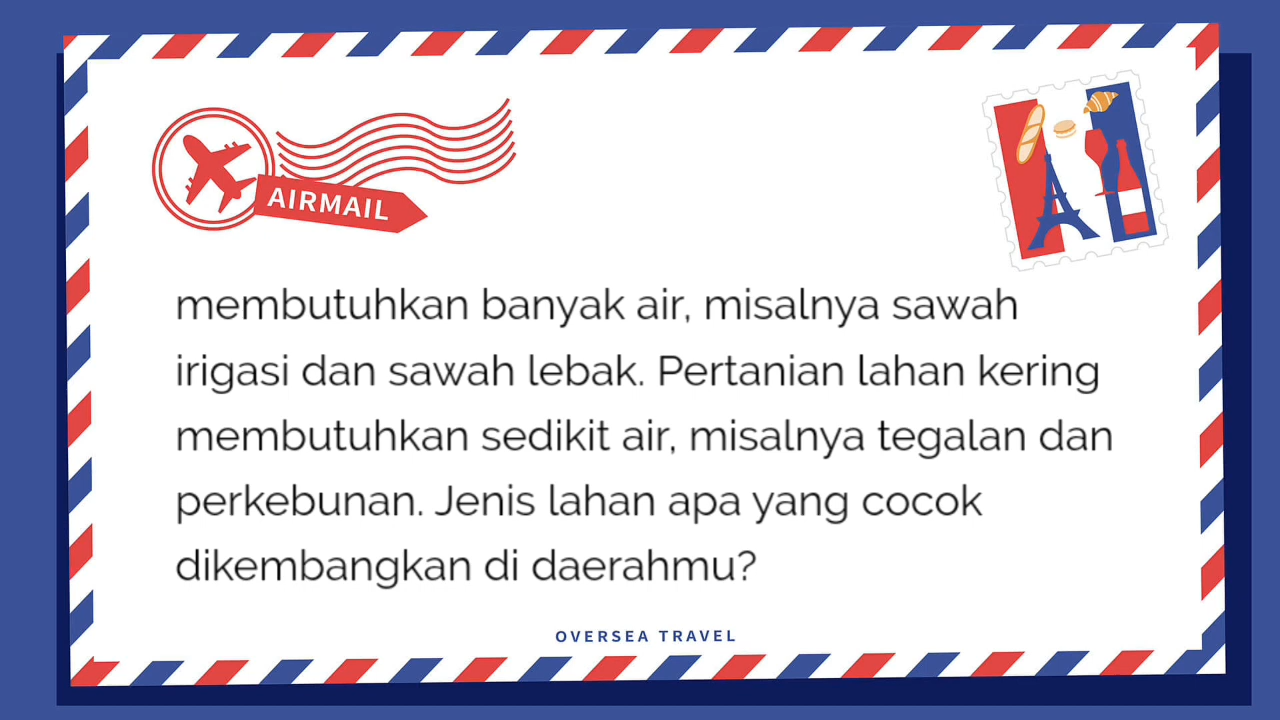 AIRMAIL
membutuhkan banyak air, misalnya sawah
irigasi dan sawah lebak. Pertanian lahan kering
membutuhkan sedikit air, misalnya tegalan dan
perkebunan. Jenis lahan apa yang cocok
dikembangkan di daerahmu?
OVERSEA TRAVEL